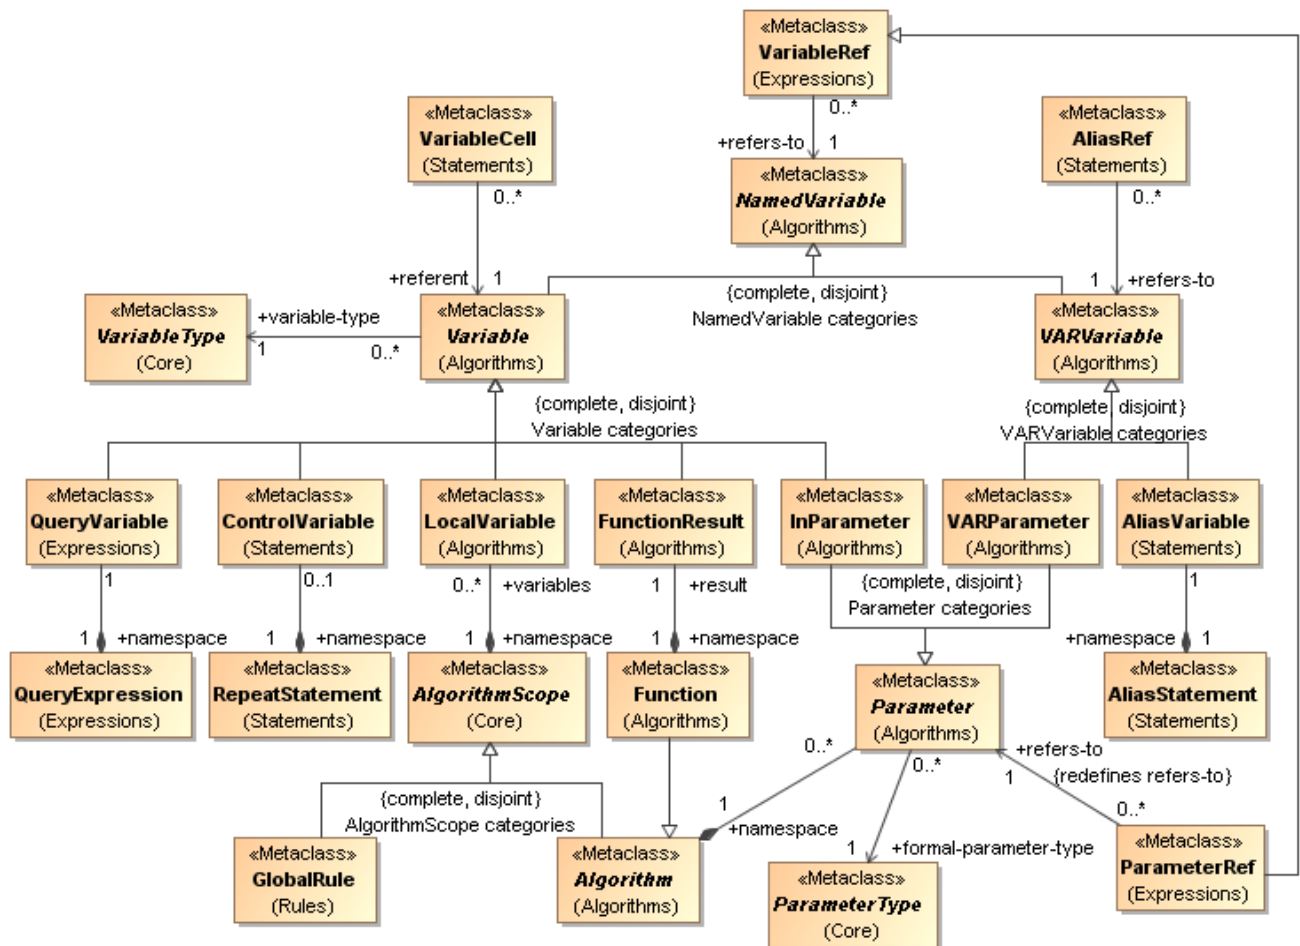 «Metaclass»
VariableRef
(Expressions)
0..*
+refers-to
1
«Metaclass»
VariableCell
(Statements)
0..*
+referent
1
«Metaclass»
AliasRef
(Statements)
0..*
1
+refers-to
«Metaclass»
NamedVariable
(Algorithms)
{complete, disjoint}
NamedVariable categories
«Metaclass»
VariableType
(Core)
+variable-type
1
0..*
«Metaclass»
Variable
(Algorithms)
«Metaclass»
VARVariable
(Algorithms)
{complete, disjoint}
Variable categories
{complete, disjoint}
VARVariable categories
«Metaclass»
QueryVariable
(Expressions)
1
1
+namespace
«Metaclass»
ControlVariable
(Statements)
0..1
1
+namespace
«Metaclass»
LocalVariable
(Algorithms)
0..*
+variables
1
+namespace
«Metaclass»
FunctionResult
(Algorithms)
1
+result
1
+namespace
«Metaclass»
InParameter
(Algorithms)
«Metaclass»
VARParameter
(Algorithms)
{complete, disjoint}
Parameter categories
«Metaclass»
AliasVariable
(Statements)
1
+namespace
1
«Metaclass»
QueryExpression
(Expressions)
«Metaclass»
RepeatStatement
(Statements)
«Metaclass»
AlgorithmScope
(Core)
«Metaclass»
Function
(Algorithms)
«Metaclass»
Parameter
(Algorithms)
«Metaclass»
AliasStatement
(Statements)
{complete, disjoint}
AlgorithmScope categories
0..*
1
+namespace
0..*
1
+formal-parameter-type
+refers-to
1
{redefines refers-to}
0..*
«Metaclass»
GlobalRule
(Rules)
«Metaclass»
Algorithm
(Algorithms)
«Metaclass»
ParameterType
(Core)
«Metaclass»
ParameterRef
(Expressions)